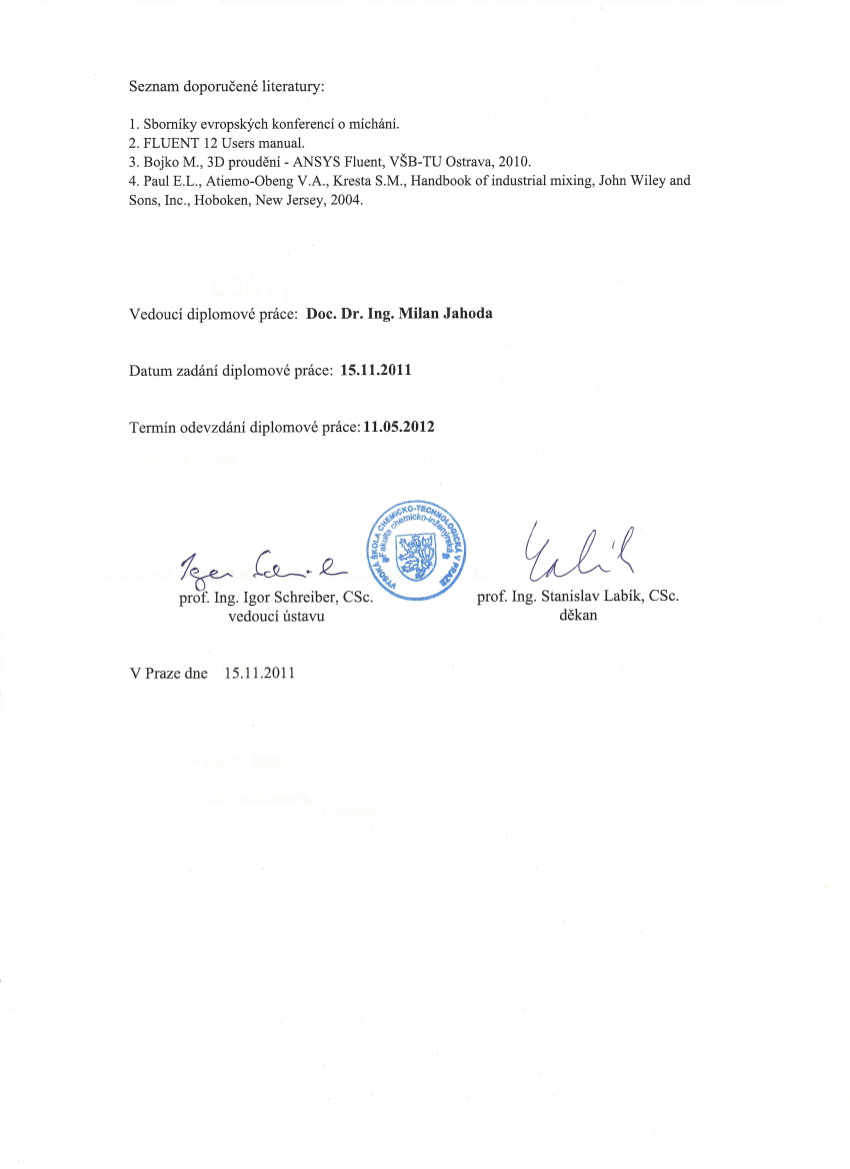 Seznam doporučené literatury:
1. Sborníky evropských konferencí o míchání.
2. FLUENT 12 Users manual.
3. Bojko M., 3D proudění - ANSYS Fluent, VŠB-TU Ostrava, 2010.
4. Paul E.L., Atiemo-Obeng V.A., Kresta S.M., Handbook of industrial mixing, John Wiley and
Sons, Inc., Hoboken, New Jersey, 2004.
Vedoucí diplomové práce: Doc. Dr. Ing. Milan Jahoda
Datum zadání diplomové práce: 15.11.2011
Termín odevzdání diplomové práce: 11.05.2012
VYSOKÁ ŠKOLA CHEMICKO-TECHNOLOGICKÁ V PRAZE
Fakulta chemicko-inženýrská
prof. Ing. Igor Schreiber, CSc.
vedoucí ústavu
prof. Ing. Stanislav Labík, CSc.
děkan
V Praze dne 15.11.2011